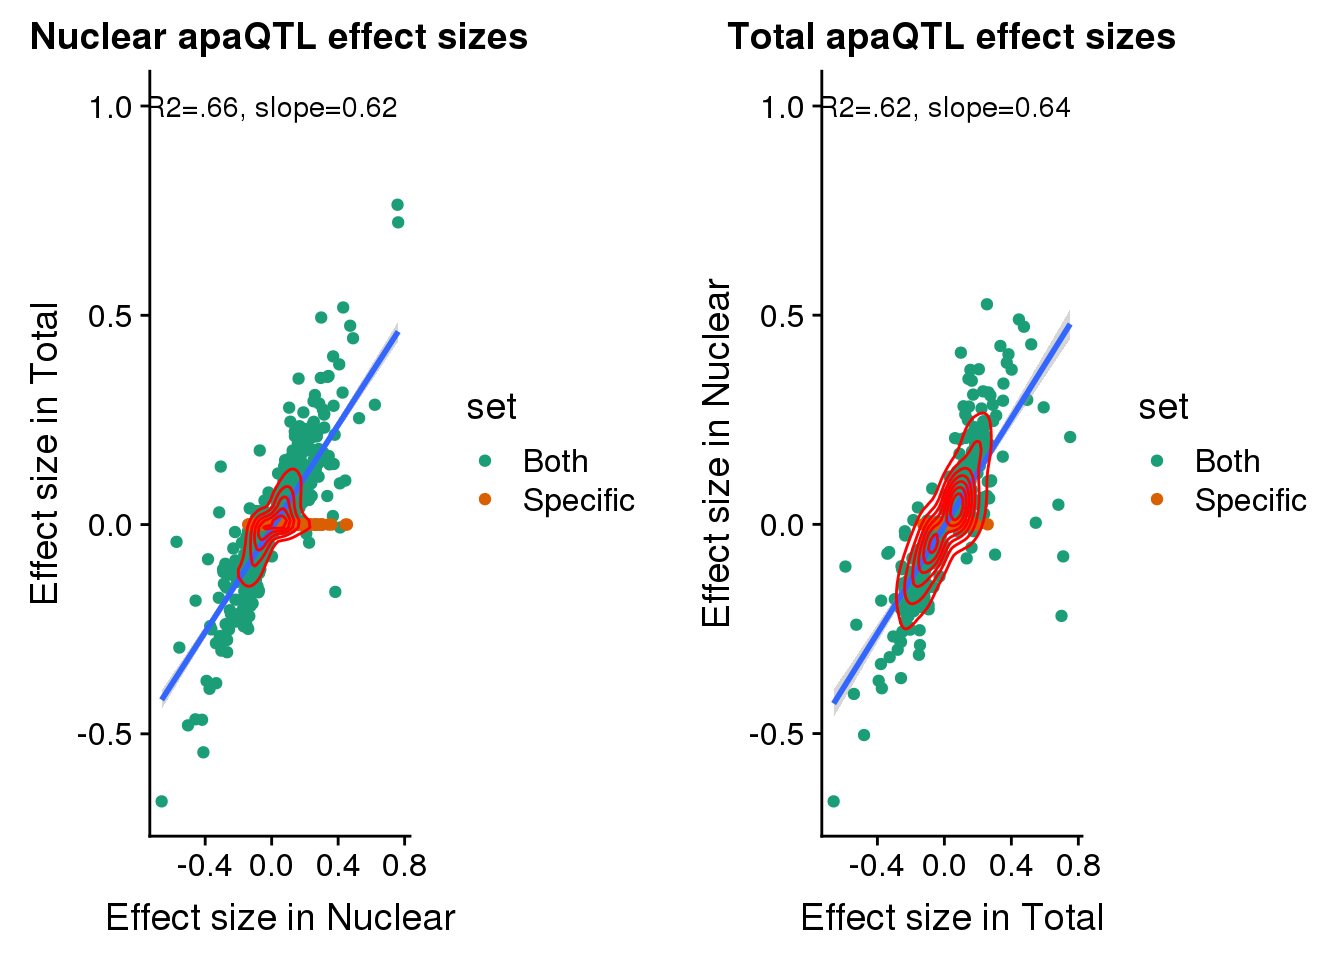 Nuclear apaQTL effect sizes
R2=.66, slope=0.62
1.0
0.5
0.0
-0.5
Effect size in Total
-0.4 0.0 0.4 0.8
Effect size in Nuclear
set
Both
Specific
Total apaQTL effect sizes
R2=.62, slope=0.64
1.0
0.5
0.0
-0.5
Effect size in Nuclear
-0.4 0.0 0.4 0.8
Effect size in Total
set
Both
Specific